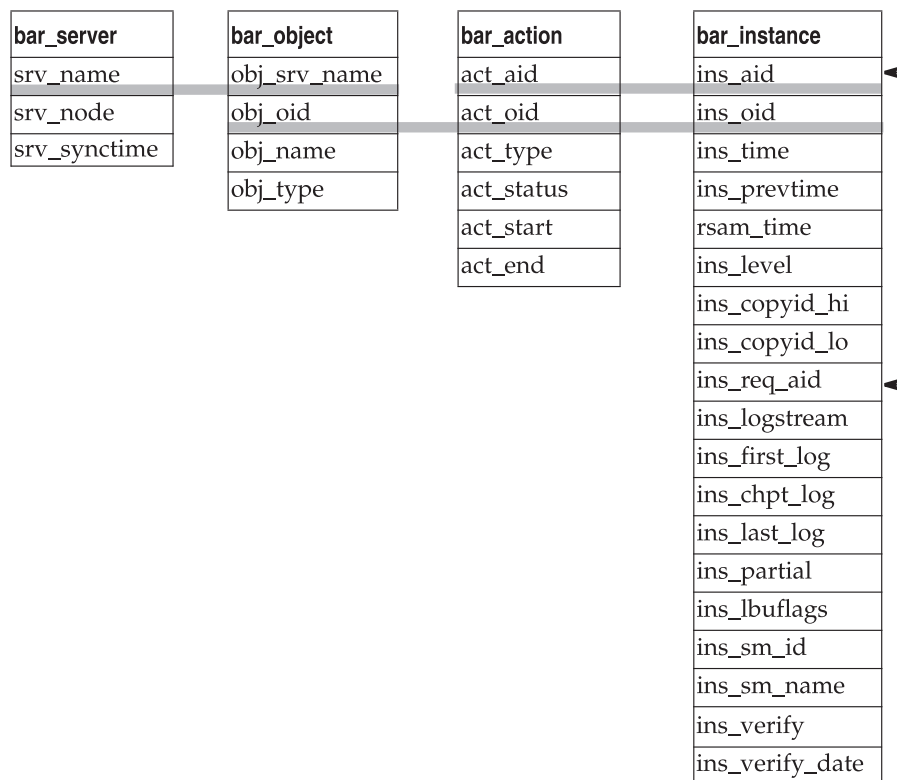 bar_server
srv_name
srv_node
srv_synctime
bar_object
obj_srv_name
obj_oid
obj_name
obj_type
bar_action
act_aid
act_oid
act_type
act_status
act_start
act_end
bar_instance
ins_aid
ins_oid
ins_time
ins_prevtime
rsam_time
ins_level
ins_copyid_hi
ins_copyid_lo
ins_req_aid
ins_logstream
ins_first_log
ins_chpt_log
ins_last_log
ins_partial
ins_lbuflags
ins_sm_id
ins_sm_name
ins_verify
ins_verify_date